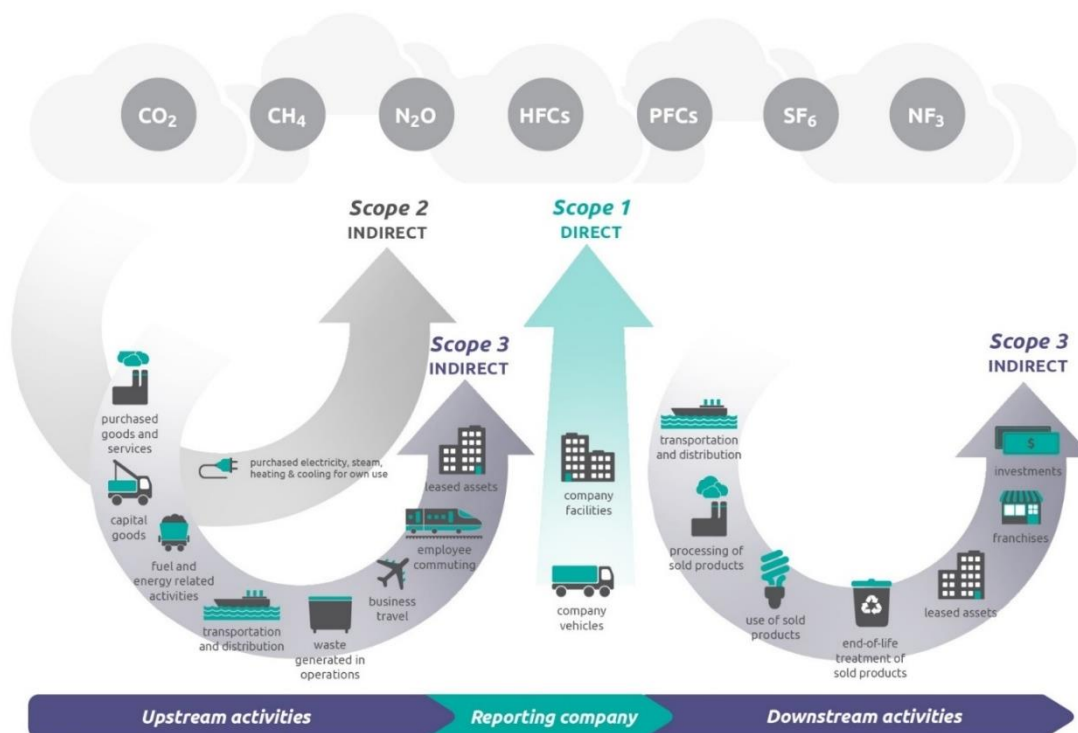 CO₂
CH₄
N₂O
HFCs
PFCs
SF₆
NF₃
Scope 2
INDIRECT
Scope 1
DIRECT
Scope 3
INDIRECT
Scope 3
INDIRECT
purchased
goods and
services
capital
goods
fuel and
energy related
activities
purchased electricity, steam,
heating & cooling for own use
transportation
and distribution
waste
generated in
operations
business
travel
employee
commuting
leased assets
company
facilities
company
vehicles
transportation
and distribution
processing of
sold products
use of sold
products
end-of-life
treatment of
sold products
leased assets
franchises
$
investments
Upstream activities
Reporting company
Downstream activities